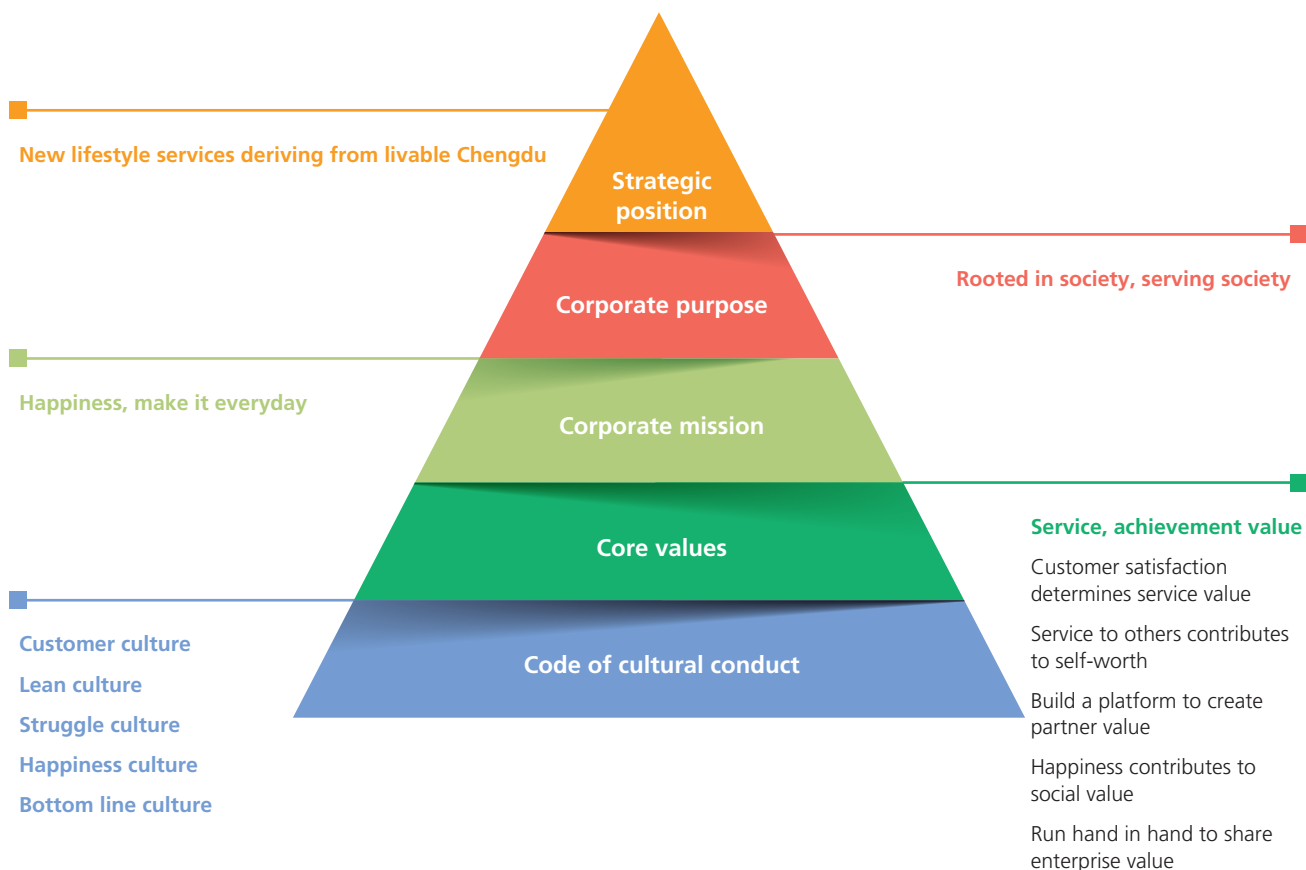 New lifestyle services deriving from livable Chengdu
Strategic
position
Rooted in society, serving society
Corporate purpose
Happiness, make it everyday
Corporate mission
Service, achievement value
Customer satisfaction
determines service value
Service to others contributes
to self-worth
Build a platform to create
partner value
Happiness contributes to
social value
Run hand in hand to share
enterprise value
Core values
Code of cultural conduct
Customer culture
Lean culture
Struggle culture
Happiness culture
Bottom line culture